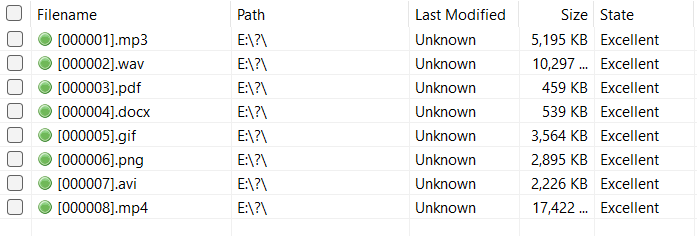 Filename Path Last Modified Size State
[000001].mp3 E:\?\ Unknown 5,195 KB Excellent
[000002].wav E:\?\ Unknown 10,297 ... Excellent
[000003].pdf E:\?\ Unknown 459 KB Excellent
[000004].docx E:\?\ Unknown 539 KB Excellent
[000005].gif E:\?\ Unknown 3,564 KB Excellent
[000006].png E:\?\ Unknown 2,895 KB Excellent
[000007].avi E:\?\ Unknown 2,226 KB Excellent
[000008].mp4 E:\?\ Unknown 17,422 ... Excellent